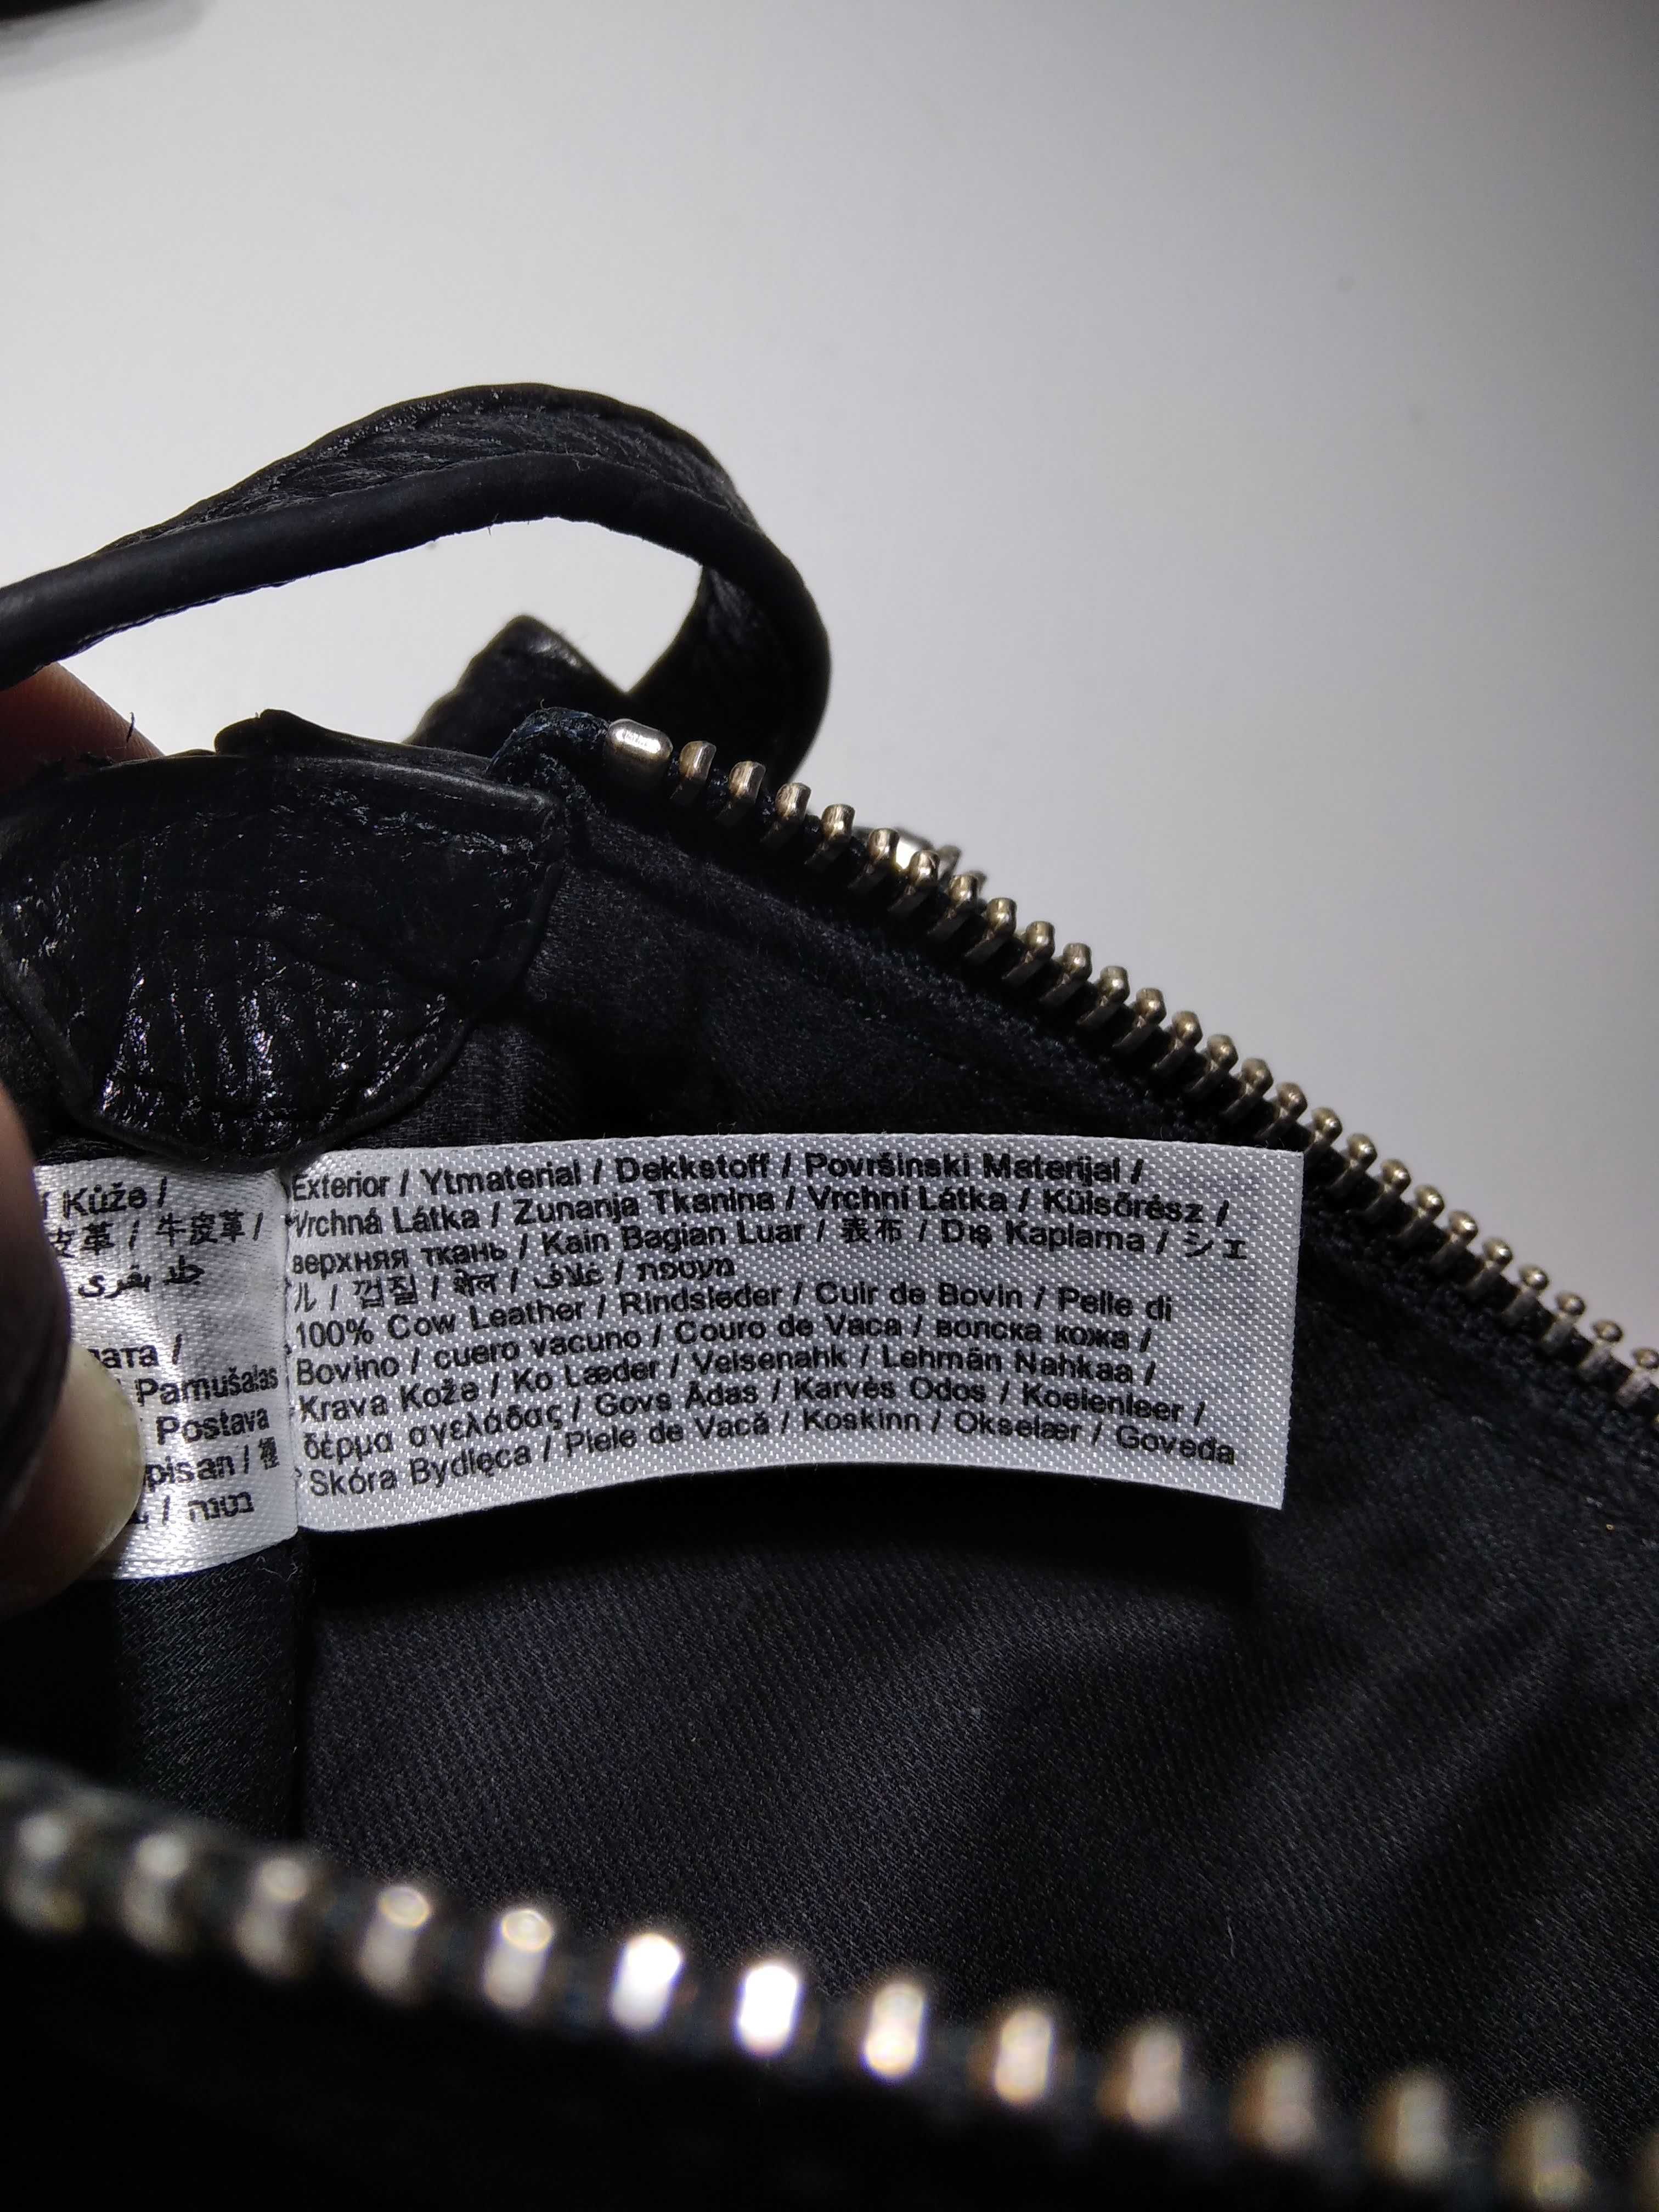 / Kůže /
皮革 / 牛皮革 /
جلد بقري
/
Pamušalas
Postava
/
/ בטנה
Exterior / Ytmaterial / Dekkstoff / Površinski Materijal /
Vrchná Látka / Zunanja Tkanina / Vrchní Látka / Külsőrész /
верхняя ткань / Kain Bagian Luar / 表布 / Dış Kaplama / シェ
ル / 겉질 / शेल / غلاف / מעטפת
100% Cow Leather / Rindsleder / Cuir de Bovin / Pelle di
Bovino / cuero vacuno / Couro de Vaca / волска кожа /
Krava Kože / Ko Læder / Veisenahk / Lehmän Nahkaa /
δέρμα αγελάδας / Govs Ādas / Karvės Odos / Koeienleer /
Skóra Bydlęca / Piele de Vacă / Koskinn / Okselær / Goveđa